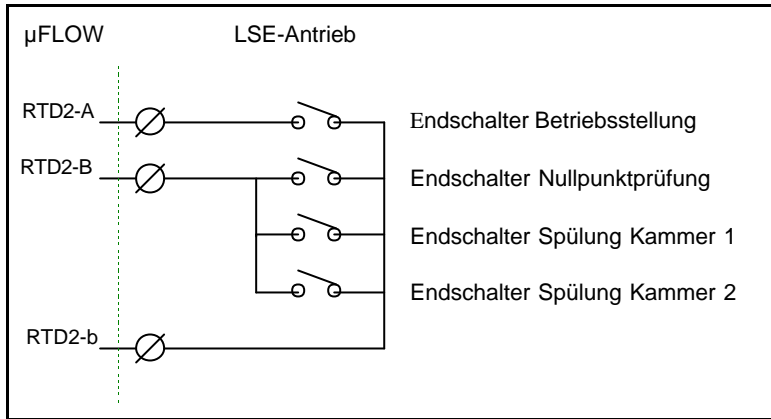 µFLOW LSE-Antrieb
RTD2-A Endschalter Betriebsstellung
RTD2-B Endschalter Nullpunktprüfung
Endschalter Spülung Kammer 1
Endschalter Spülung Kammer 2
RTD2-b